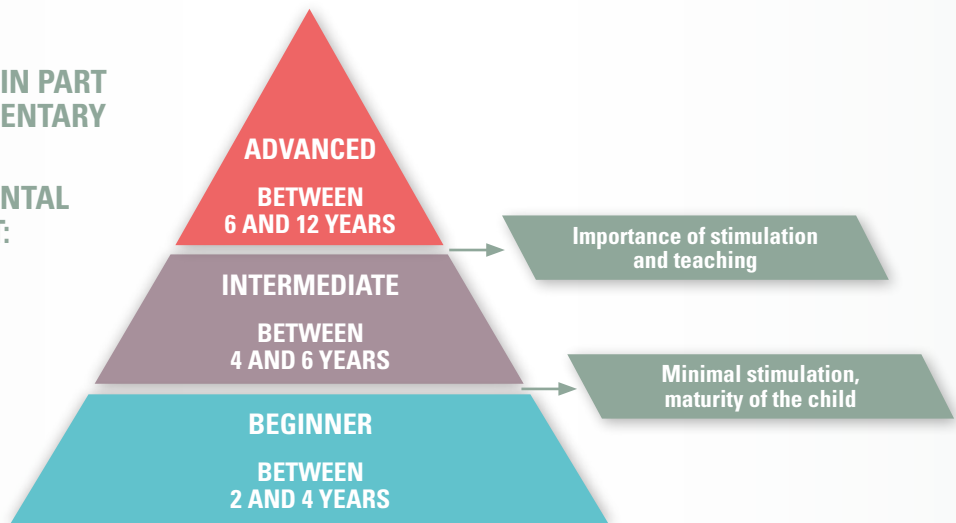 IN PART
ENTARY
NTAL
T:
ADVANCED
BETWEEN
6 AND 12 YEARS
Importance of stimulation
and teaching
INTERMEDIATE
BETWEEN
4 AND 6 YEARS
Minimal stimulation,
maturity of the child
BEGINNER
BETWEEN
2 AND 4 YEARS